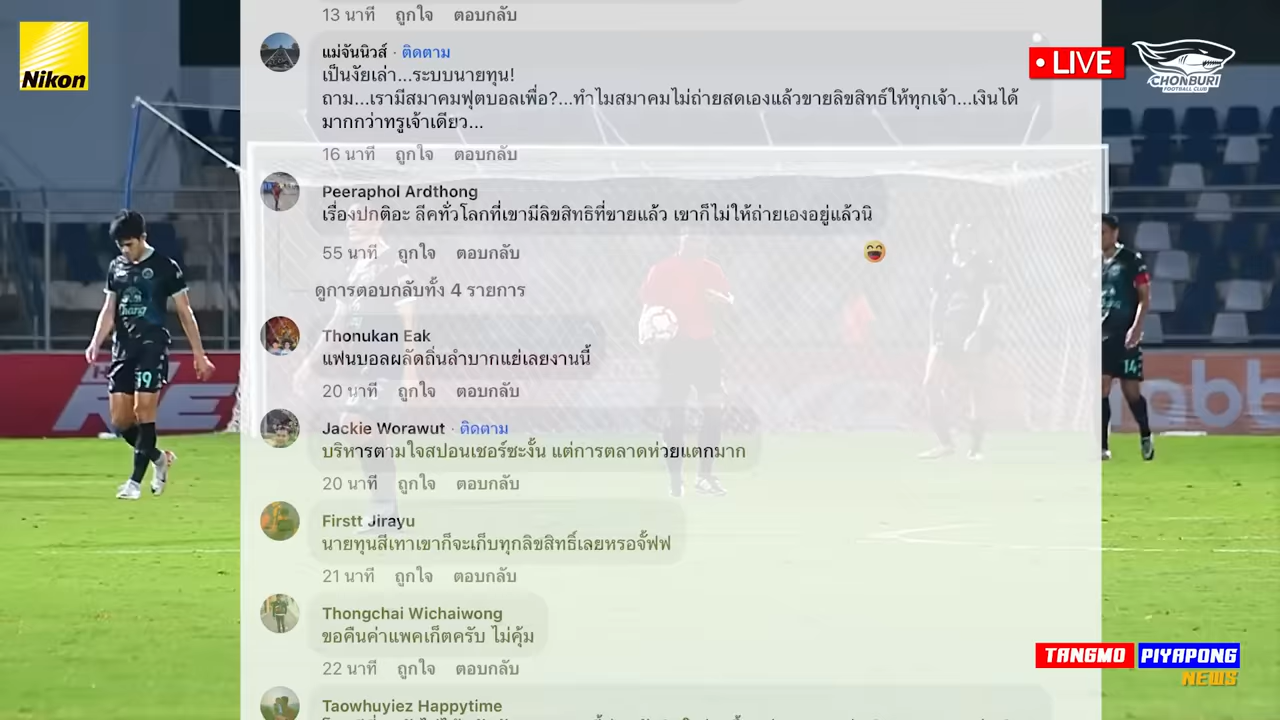 Nikon
• LIVE
CHONBURI
FOOTBALL CLUB
13 นาที ถูกใจ ตอบกลับ
แม่จันนิวส์ · ติดตาม
เป็นงัยเล่า...ระบบนายทุน!
ถาม...เรามีสมาคมฟุตบอลเพื่อ?...ทำไมสมาคมไม่ถ่ายสดเองแล้วขายลิขสิทธ์ให้ทุกเจ้า...เงินได้
มากกว่าทรูเจ้าเดียว...
16 นาที ถูกใจ ตอบกลับ
Peeraphol Ardthong
เรื่องปกติอะ ลีคทั่วโลกที่เขามีลิขสิทธิที่ขายแล้ว เขาก็ไม่ให้ถ่ายเองอยู่แล้วนิ
55 นาที ถูกใจ ตอบกลับ
ดูการตอบกลับทั้ง 4 รายการ
Thonukan Eak
แฟนบอลผลัดถิ่นลำบากแย่เลยงานนี้
20 นาที ถูกใจ ตอบกลับ
Jackie Worawut · ติดตาม
บริหารตามใจสปอนเซอร์ซะงั้น แต่การตลาดห่วยแตกมาก
20 นาที ถูกใจ ตอบกลับ
Firstt Jirayu
นายทุนสีเทาเขาก็จะเก็บทุกลิขสิทธิ์เลยหรอจั้ฟฟ
21 นาที ถูกใจ ตอบกลับ
Thongchai Wichaiwong
ขอคืนค่าแพคเก็ตครับ ไม่คุ้ม
22 นาที ถูกใจ ตอบกลับ
Taowhuyiez Happytime
19
14
TANGMO PIYAPONG
NEWS